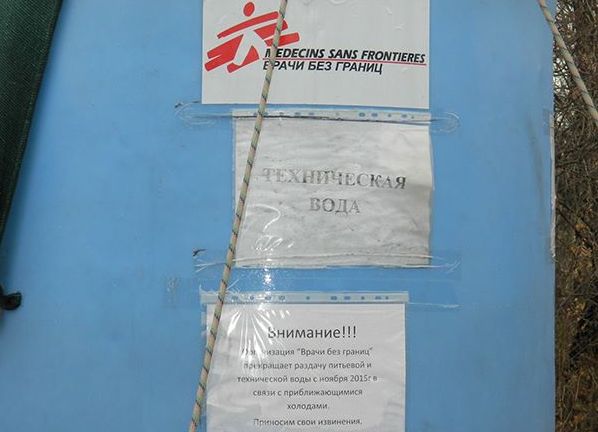 MEDECINS SANS FRONTIERES
ВРАЧИ БЕЗ ГРАНИЦ
ТЕХНИЧЕСКАЯ
ВОДА
Внимание!!!
Организация "Врачи без границ"
прекращает раздачу питьевой и
технической воды с ноября 2015г в
связи с приближающимися
холодами.
Приносим свои извинения.